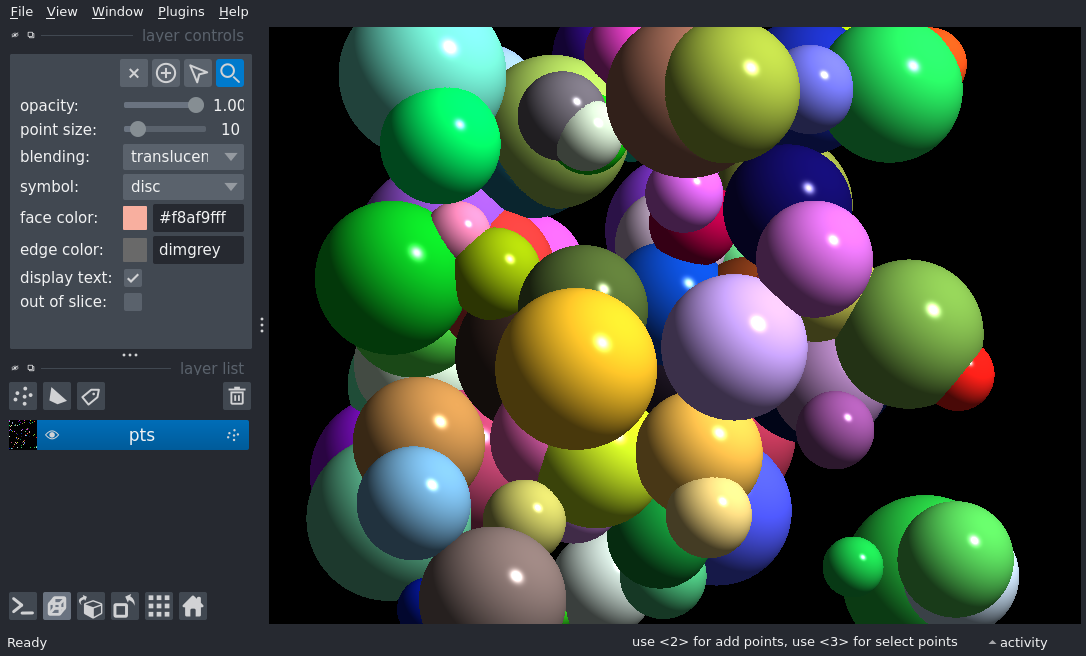 File View Window Plugins Help
layer controls
opacity: 1.00
point size: 10
blending: translucen
symbol: disc
face color: #f8af9fff
edge color: dimgrey
display text:
out of slice:
layer list
pts
Ready use <2> for add points, use <3> for select points activity